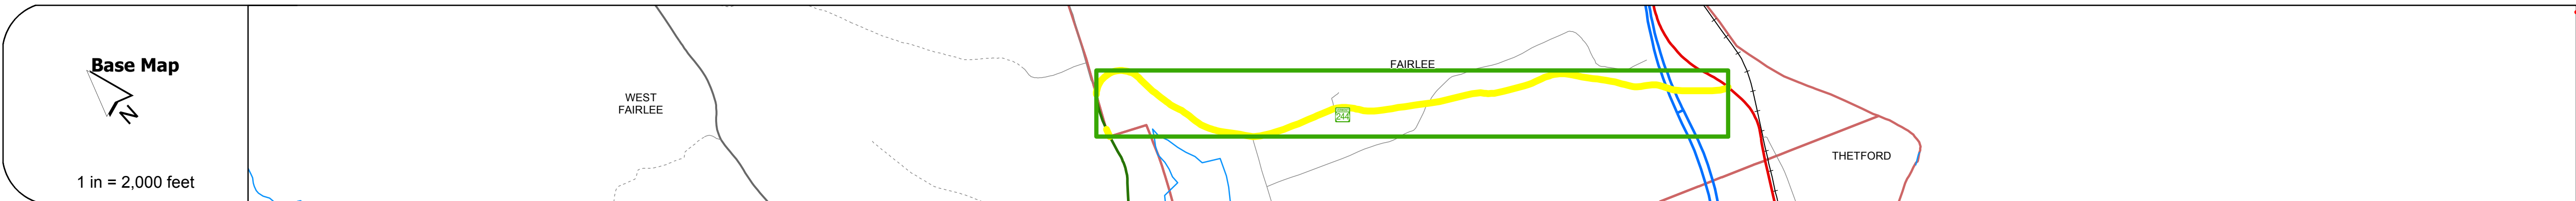 Base Map
N
1 in = 2,000 feet
WEST
FAIRLEE
FAIRLEE
244
THETFORD